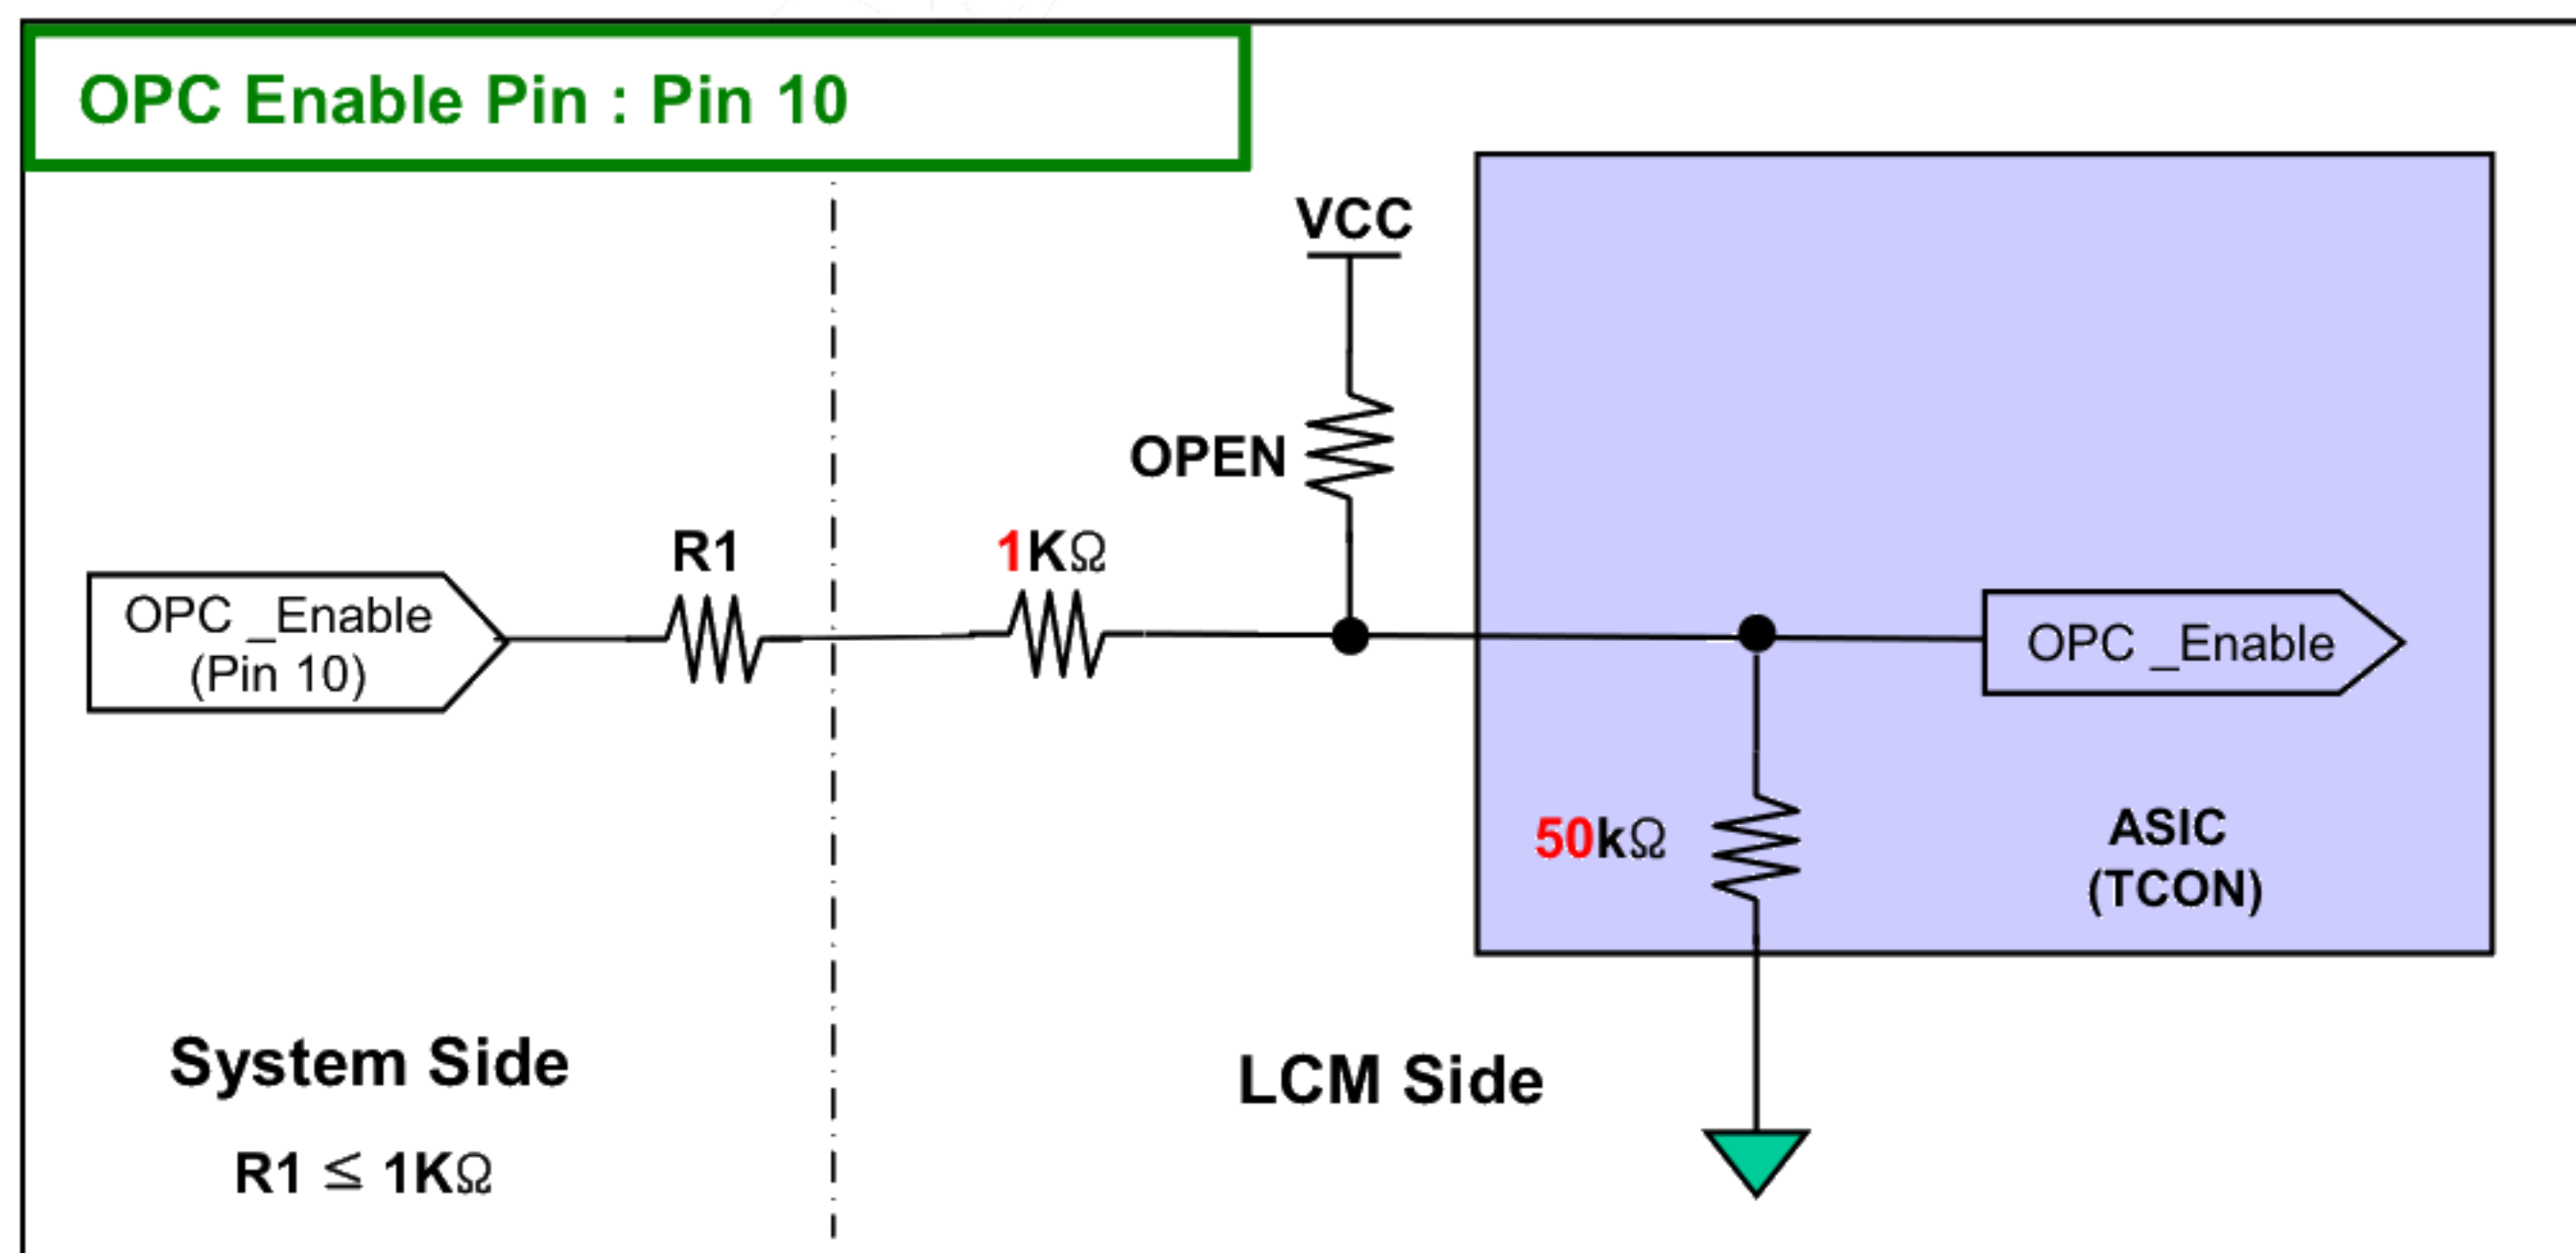 OPC Enable Pin : Pin 10
VCC
OPEN
R1
1KΩ
OPC _Enable
(Pin 10)
OPC _Enable
50kΩ
ASIC
(TCON)
System Side
LCM Side
R1 ≤ 1KΩ